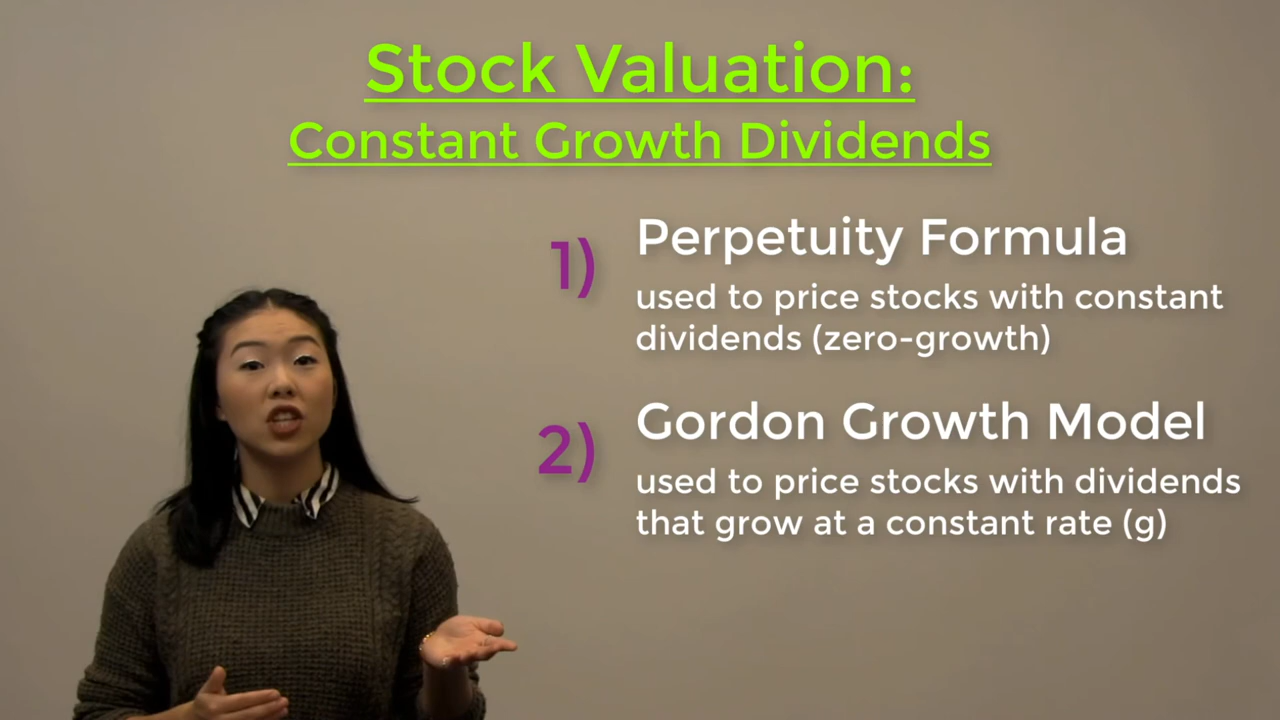 Stock Valuation:
Constant Growth Dividends
1) Perpetuity Formula
used to price stocks with constant
dividends (zero-growth)
2) Gordon Growth Model
used to price stocks with dividends
that grow at a constant rate (g)